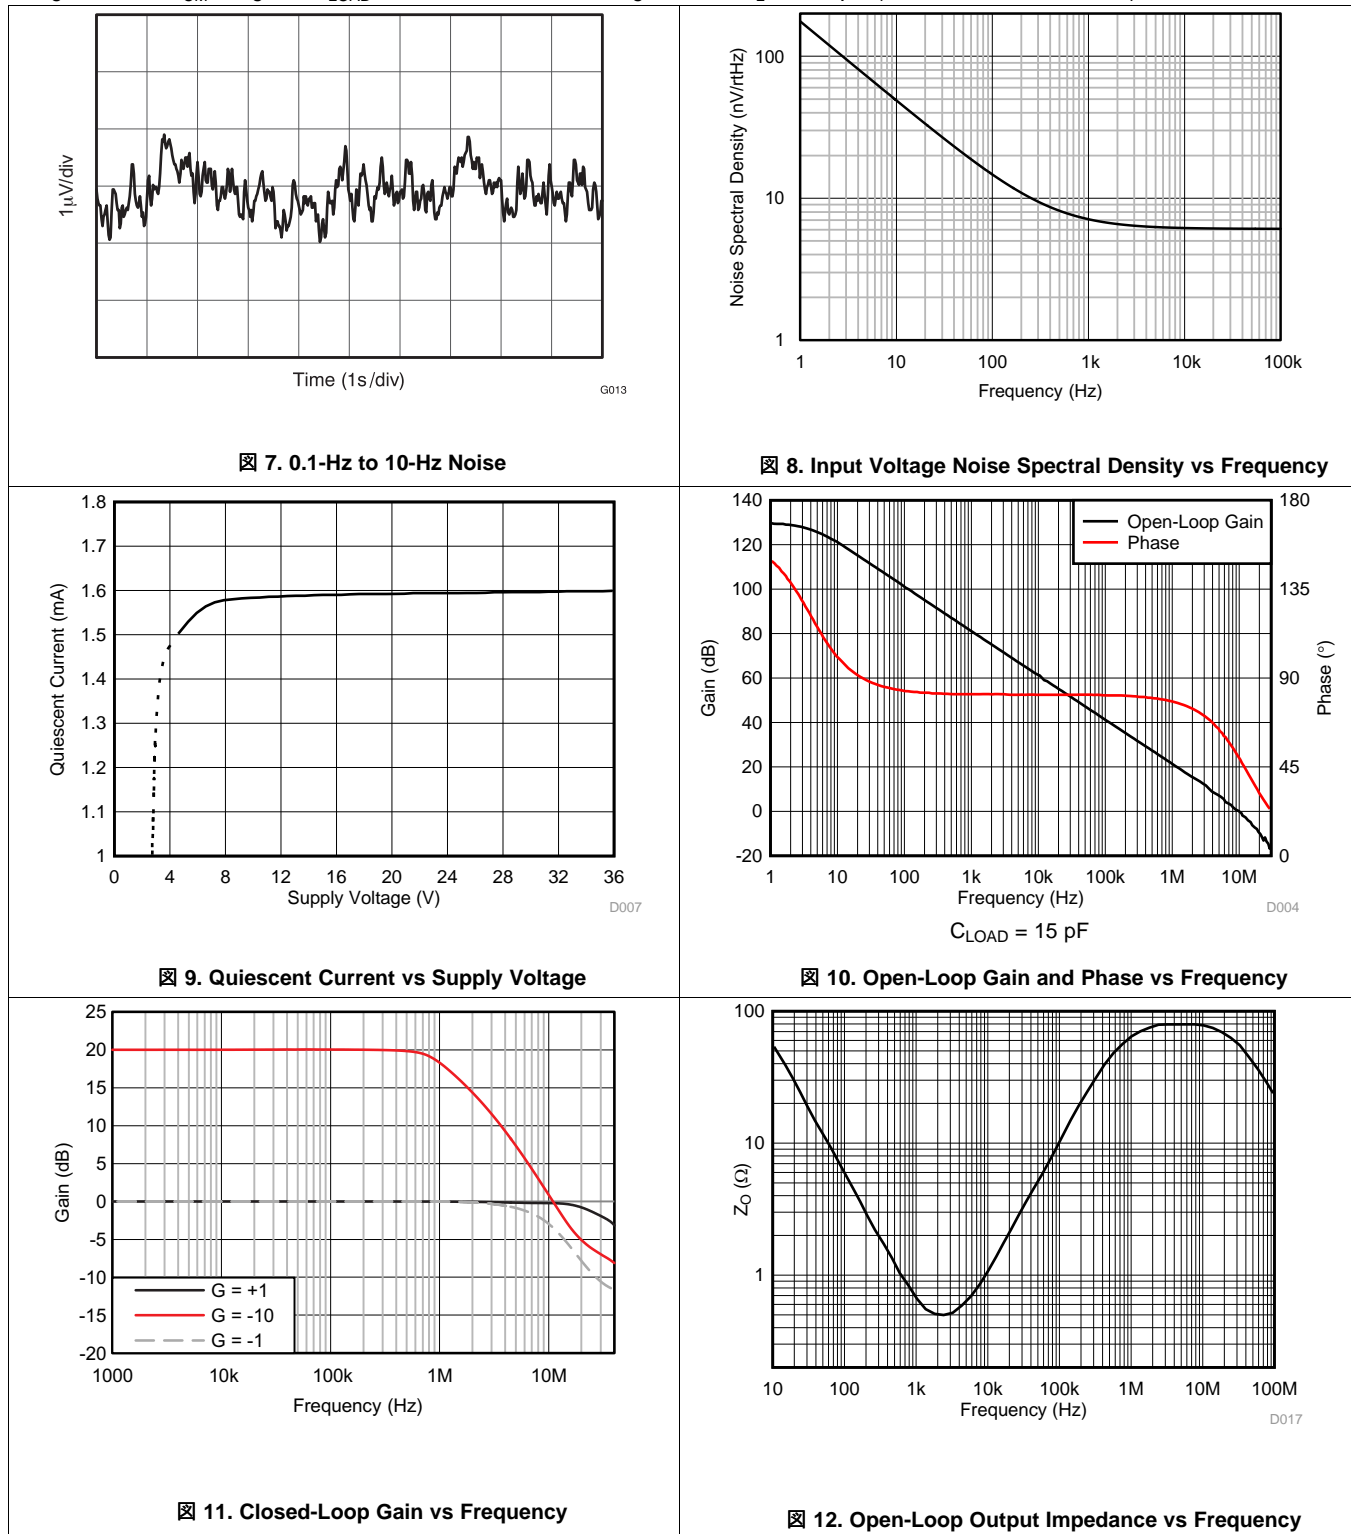 1µV/div
Time (1s/div)
G013
図 7. 0.1-Hz to 10-Hz Noise
Noise Spectral Density (nV/rtHz)
100
10
1
1 10 100 1k 10k 100k
Frequency (Hz)
図 8. Input Voltage Noise Spectral Density vs Frequency
Quiescent Current (mA)
1.8
1.7
1.6
1.5
1.4
1.3
1.2
1.1
1
0 4 8 12 16 20 24 28 32 36
Supply Voltage (V)
D007
図 9. Quiescent Current vs Supply Voltage
Gain (dB)
140
120
100
80
60
40
20
0
-20
Open-Loop Gain
Phase
180
135
90
45
0
Phase (°)
1 10 100 1k 10k 100k 1M 10M
Frequency (Hz)
D004
CLOAD = 15 pF
図 10. Open-Loop Gain and Phase vs Frequency
Gain (dB)
25
20
15
10
5
0
-5
-10
-15
-20
G = +1
G = -10
G = -1
1000 10k 100k 1M 10M
Frequency (Hz)
図 11. Closed-Loop Gain vs Frequency
ZO (Ω)
100
10
1
10 100 1k 10k 100k 1M 10M 100M
Frequency (Hz)
D017
図 12. Open-Loop Output Impedance vs Frequency